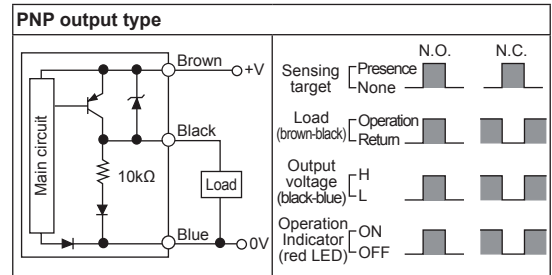 PNP output type
Main circuit
Brown
+V
Black
10kΩ
Load
Blue
0V
N.O.
N.C.
Sensing
target
Presence
None
Load
(brown-black)
Operation
Return
Output
voltage
(black-blue)
H
L
Operation
Indicator
(red LED)
ON
OFF